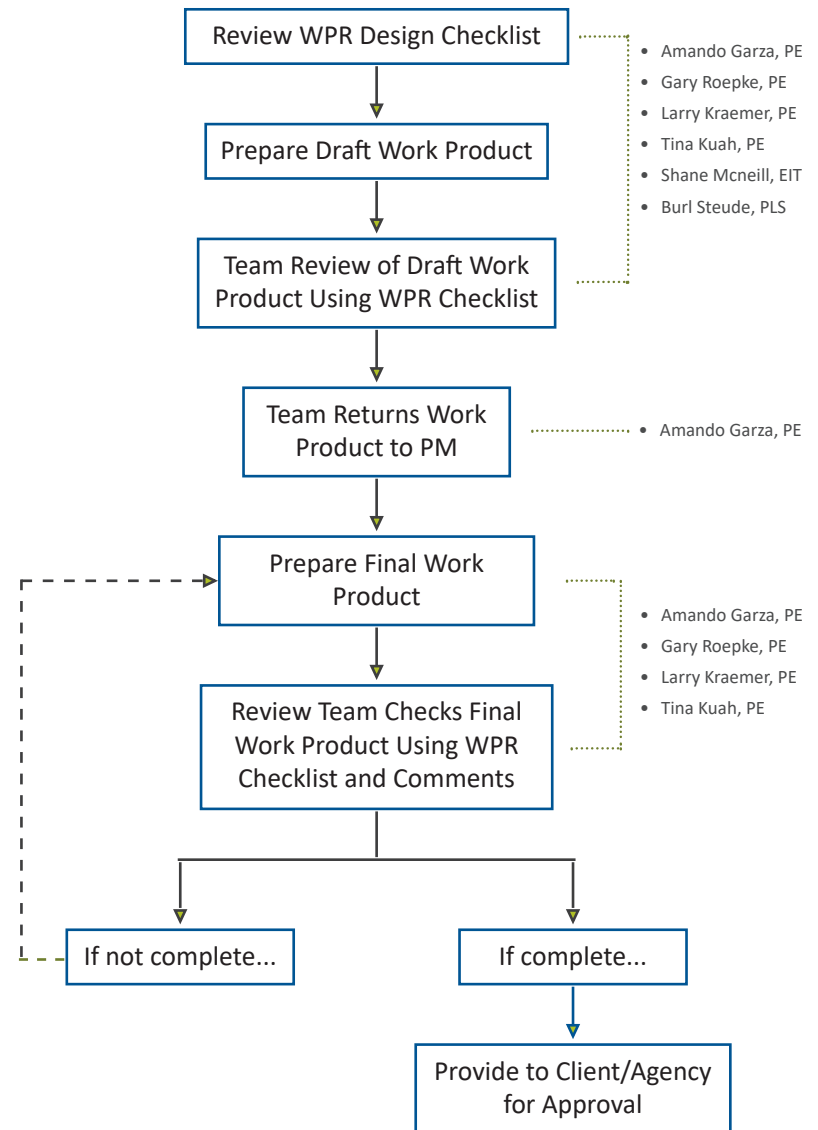 Review WPR Design Checklist
• Amando Garza, PE
• Gary Roepke, PE
• Larry Kraemer, PE
• Tina Kuah, PE
• Shane Mcneill, EIT
• Burl Steude, PLS
Prepare Draft Work Product
Team Review of Draft Work
Product Using WPR Checklist
Team Returns Work
Product to PM
• Amando Garza, PE
Prepare Final Work
Product
• Amando Garza, PE
• Gary Roepke, PE
• Larry Kraemer, PE
• Tina Kuah, PE
Review Team Checks Final
Work Product Using WPR
Checklist and Comments
If not complete...
If complete...
Provide to Client/Agency
for Approval